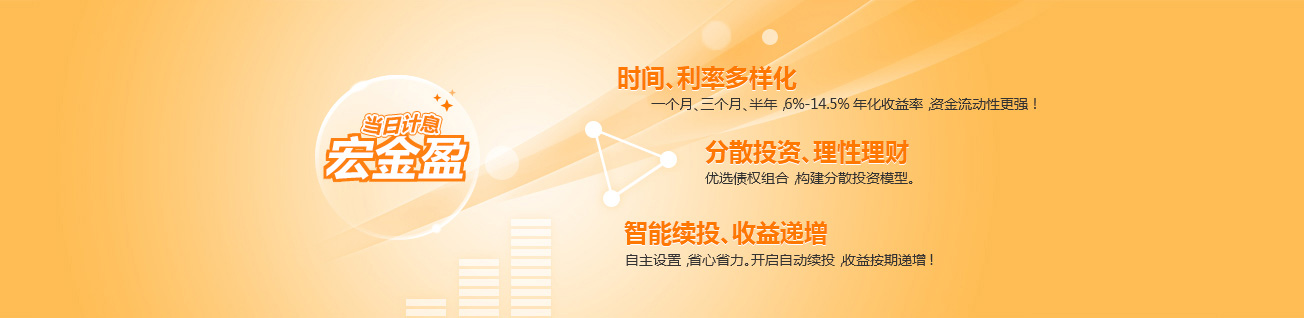 当日计息
宏金盈
时间、利率多样化
一个月、三个月、半年,6%-14.5%年化收益率,资金流动性更强!
分散投资、理性理财
优选债权组合,构建分散投资模型。
智能续投、收益递增
自主设置,省心省力。开启自动续投,收益按期递增!